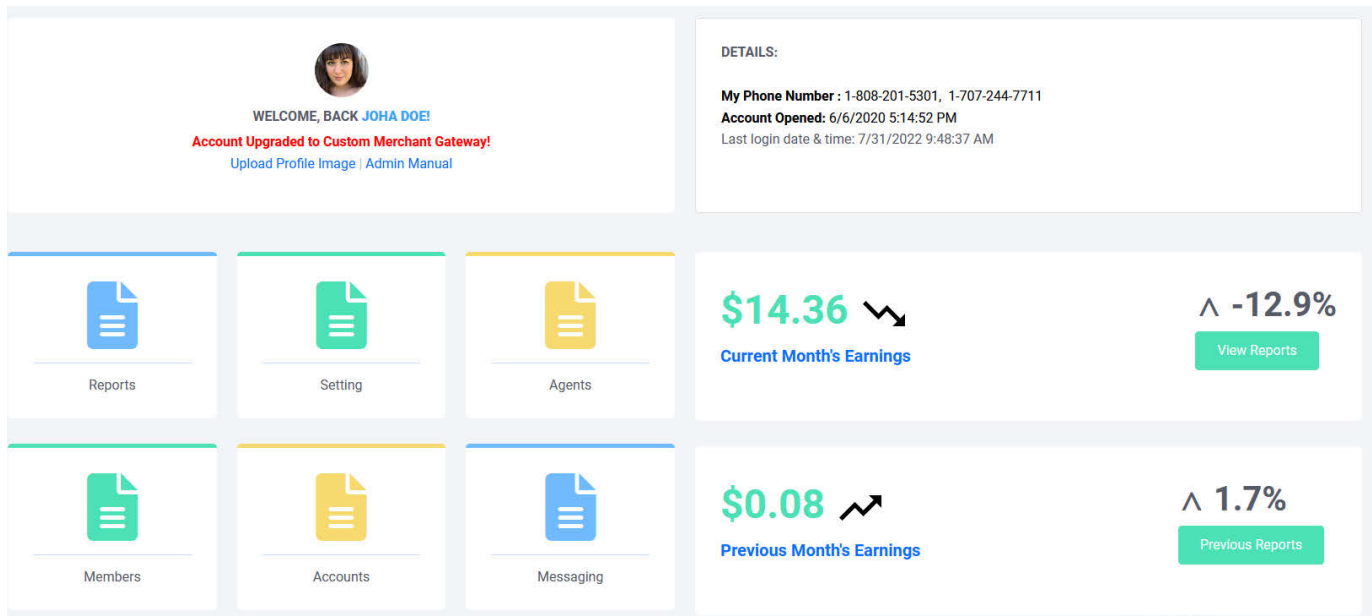 WELCOME, BACK JOHA DOE!
Account Upgraded to Custom Merchant Gateway!
Upload Profile Image | Admin Manual
DETAILS:
My Phone Number : 1-808-201-5301, 1-707-244-7711
Account Opened: 6/6/2020 5:14:52 PM
Last login date & time: 7/31/2022 9:48:37 AM
Reports
Setting
Agents
Members
Accounts
Messaging
$14.36
Current Month's Earnings
-12.9%
View Reports
$0.08
Previous Month's Earnings
1.7%
Previous Reports